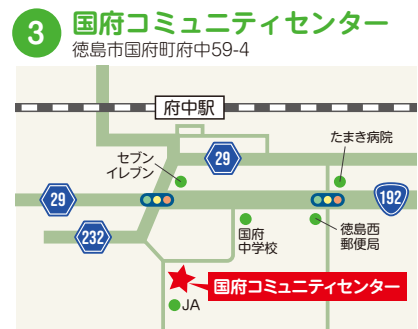 3
国府コミュニティセンター
徳島市国府町府中59-4
府中駅
たまき病院
セブン
イレブン
29
29
192
232
国府
中学校
徳島西
郵便局
国府コミュニティセンター
JA